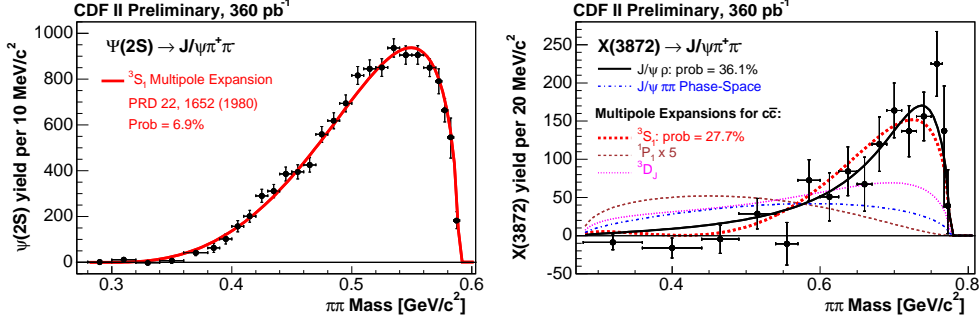 CDF II Preliminary, 360 pb⁻¹
Ψ(2S) → J/ψπ⁺π⁻
³S₁ Multipole Expansion
PRD 22, 1652 (1980)
Prob = 6.9%
ψ(2S) yield per 10 MeV/c²
1000
800
600
400
200
0
0.3 0.4 0.5 0.6
ππ Mass [GeV/c²]
CDF II Preliminary, 360 pb⁻¹
X(3872) → J/ψπ⁺π⁻
J/ψ ρ: prob = 36.1%
J/ψ ππ Phase-Space
Multipole Expansions for cc̅:
³S₁: prob = 27.7%
¹P₁ x 5
³D_J
X(3872) yield per 20 MeV/c²
250
200
150
100
50
0
-50
0.4 0.6 0.8
ππ Mass [GeV/c²]